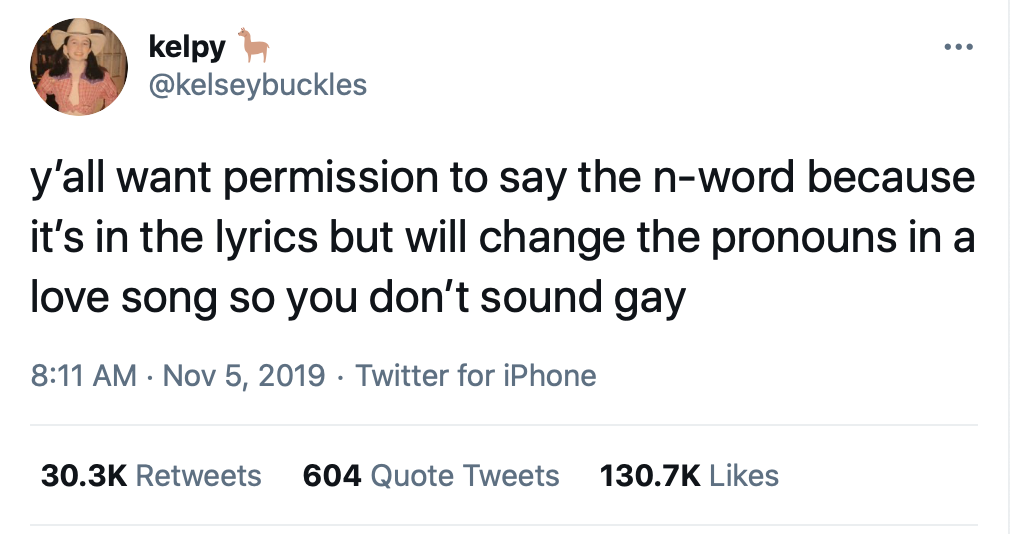 kelpy 🦙
@kelseybuckles
y’all want permission to say the n-word because
it’s in the lyrics but will change the pronouns in a
love song so you don’t sound gay
8:11 AM · Nov 5, 2019 · Twitter for iPhone
30.3K Retweets 604 Quote Tweets 130.7K Likes